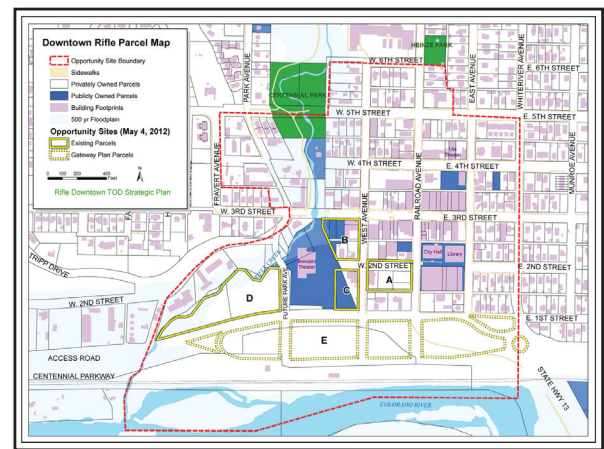 Downtown Rifle Parcel Map
Opportunity Site Boundary
Sidewalks
Privately Owned Parcels
Publicly Owned Parcels
Building Footprints
500 yr Floodplain
Opportunity Sites (May 4, 2012)
Existing Parcels
Gateway Plan Parcels
0 100 200 400
Feet
N
Rifle Downtown TOD Strategic Plan
HEINZE PARK
W. 6TH STREET
E. 6TH STREET
PARK AVENUE
EAST AVENUE
WHITERIVER AVENUE
CENTENNIAL PARK
W. 5TH STREET
E. 5TH STREET
Ute
Theater
W. 4TH STREET
E. 4TH STREET
FRAVERT AVENUE
WEST AVENUE
RAILROAD AVENUE
MUNROE AVENUE
W. 3RD STREET
E. 3RD STREET
B
TRIPP DRIVE
Brenden
Theater
City Hall
Library
W. 2ND STREET
E. 2ND STREET
A
C
D
FUTURE PARK AVE
W. 2ND STREET
E. 1ST STREET
E
ACCESS ROAD
CENTENNIAL PARKWAY
STATE HWY 13
COLORADO RIVER